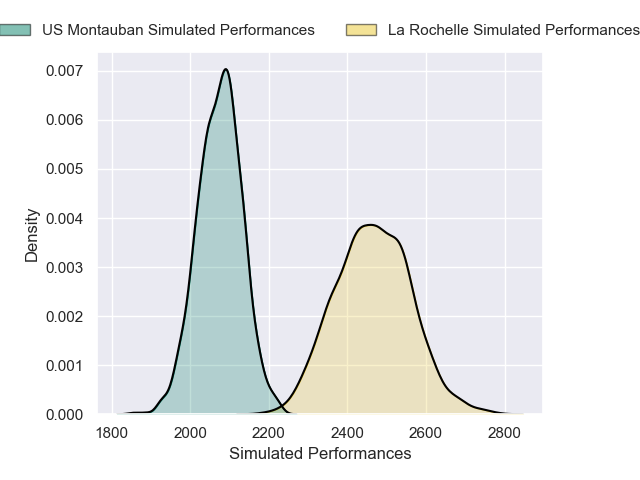 US Montauban Simulated Performances
La Rochelle Simulated Performances
0.007
0.006
0.005
0.004
0.003
0.002
0.001
0.000
Density
1800 2000 2200 2400 2600 2800
Simulated Performances